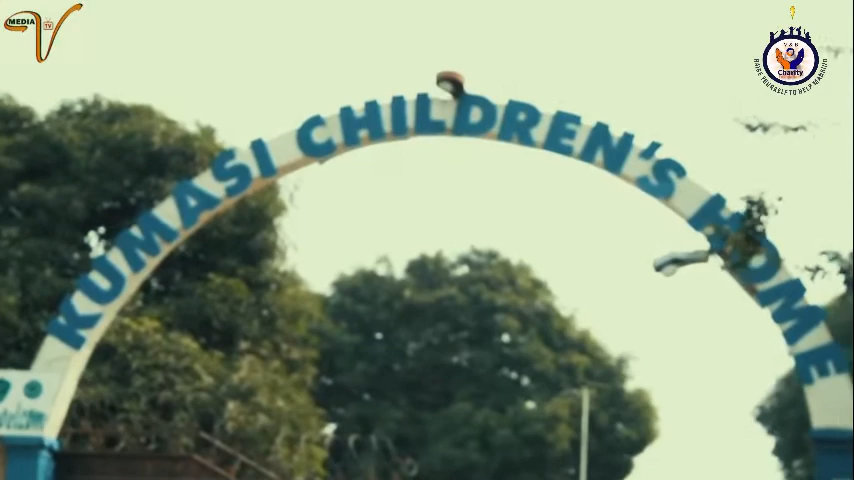 MEDIA
TV
V
V & B
Charity
KUMASI CHILDREN'S HOME